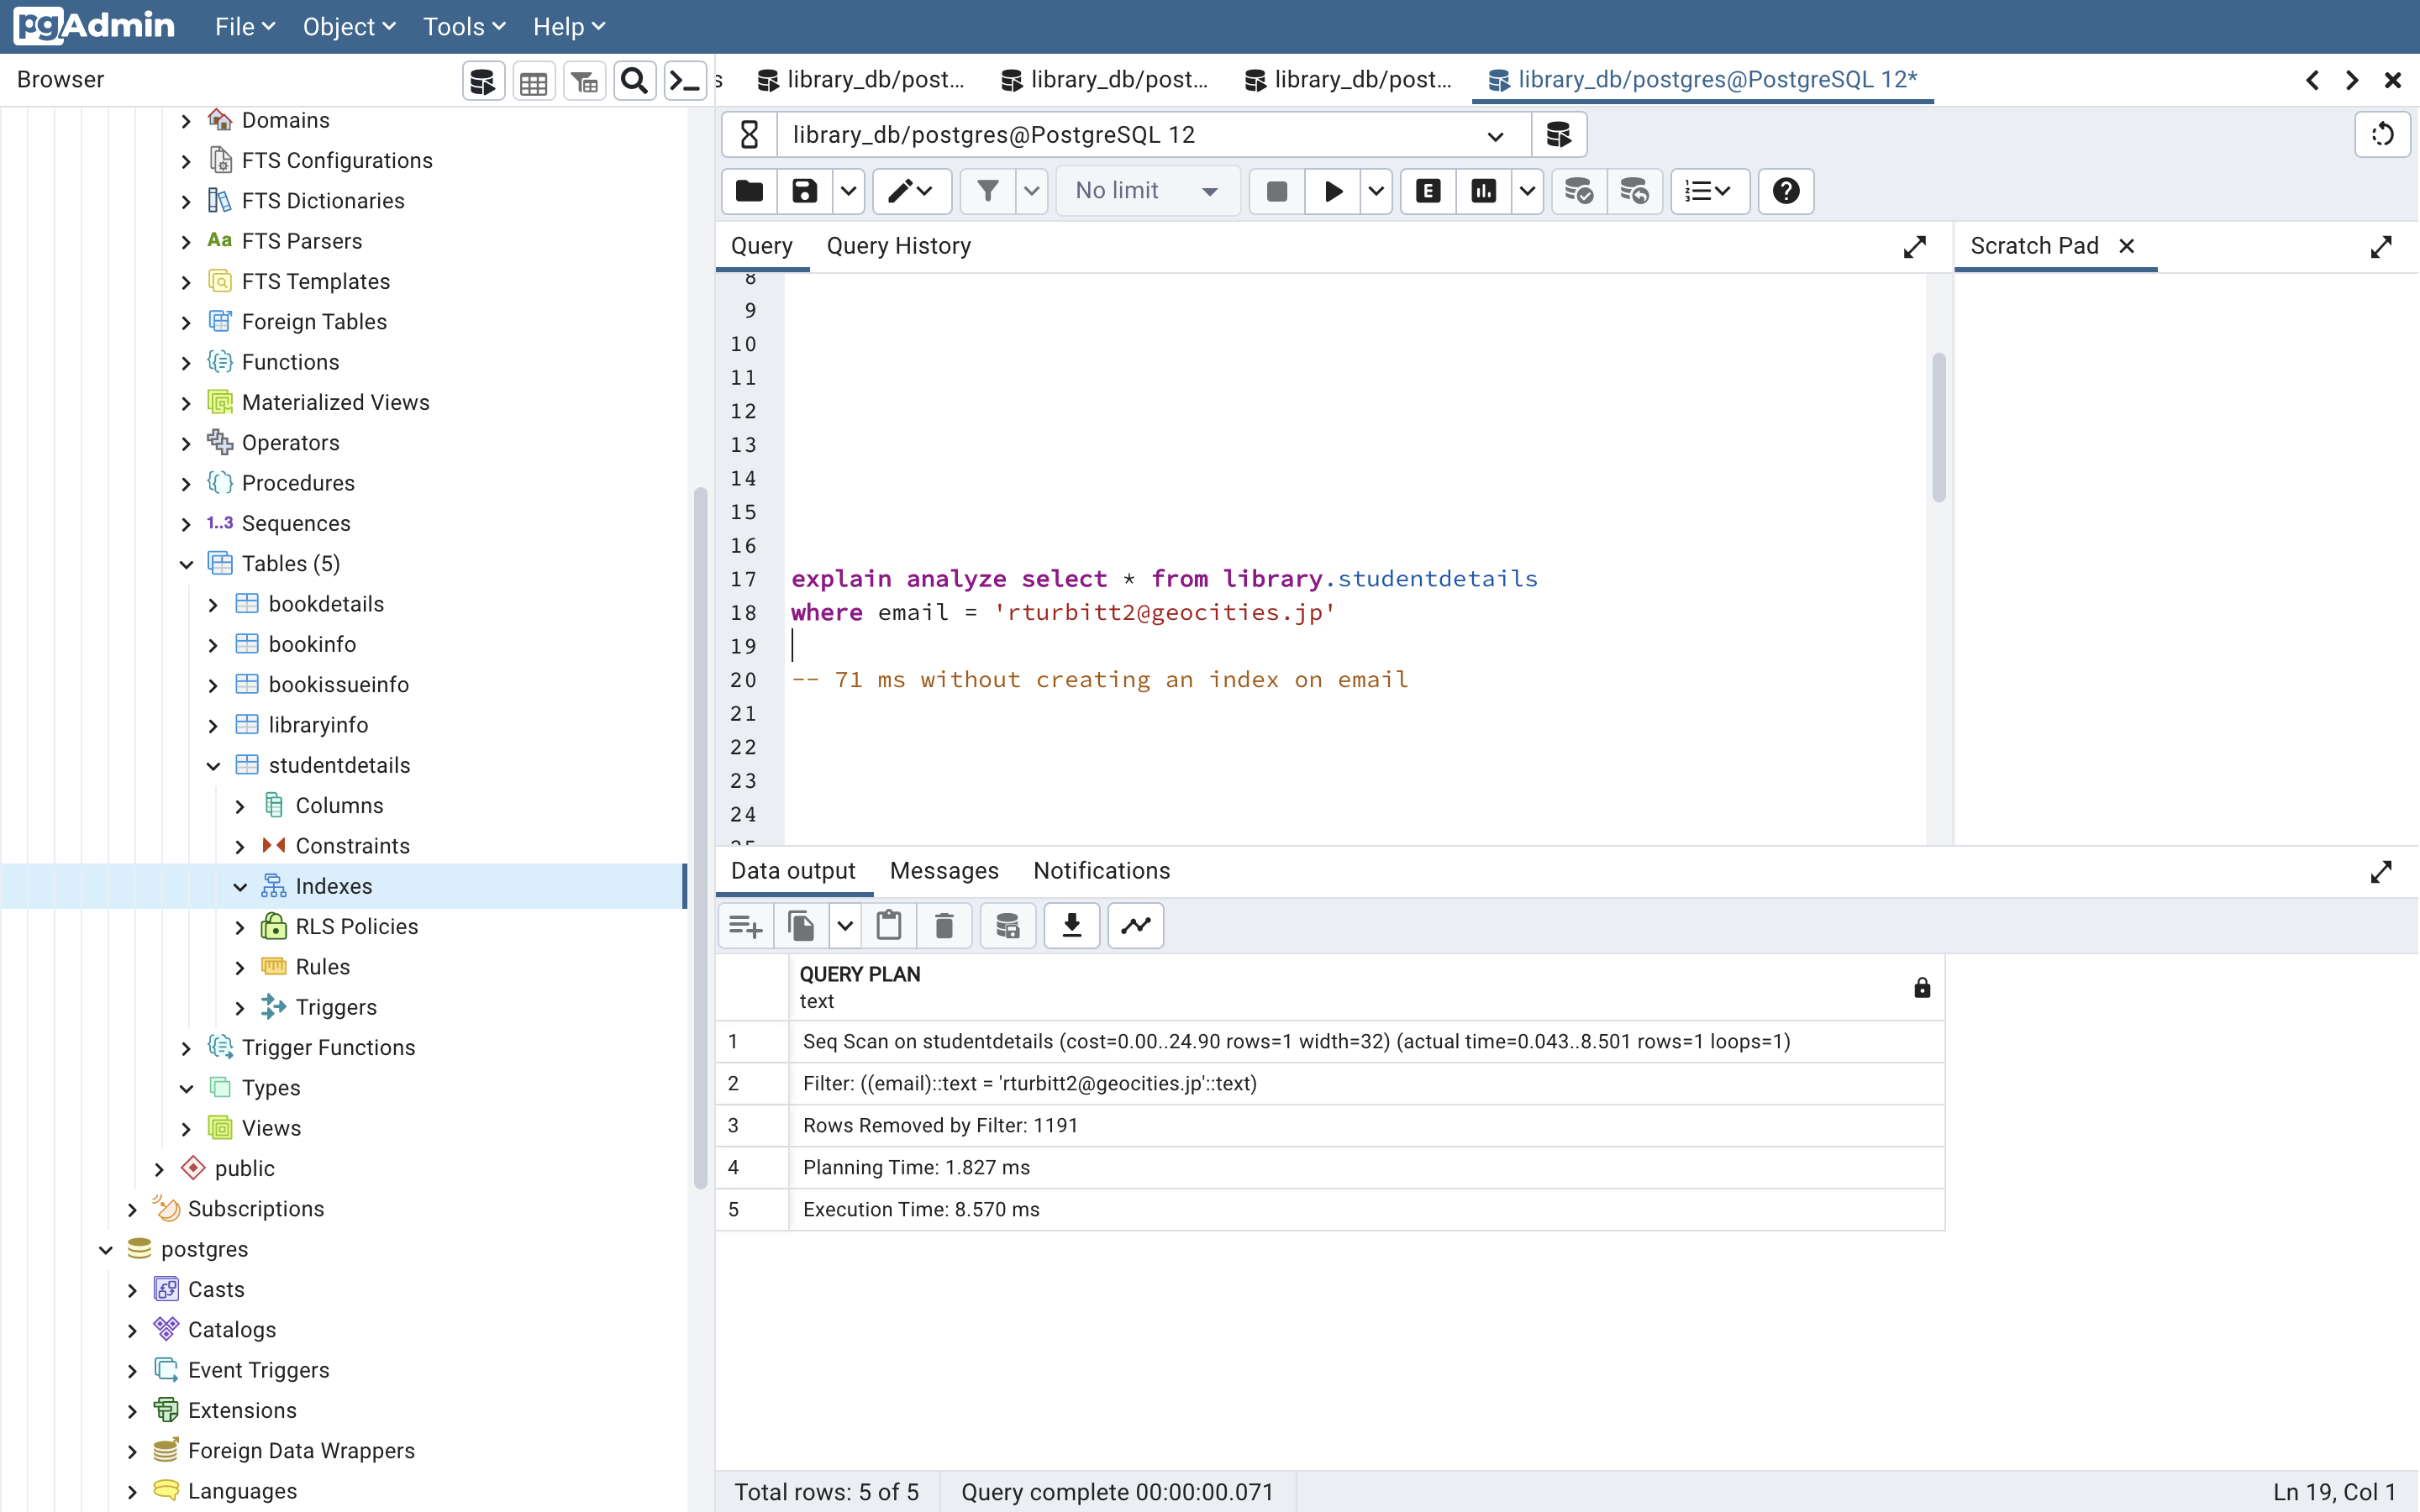 pgAdmin File Object Tools Help
Browser
s library_db/post... library_db/post... library_db/post... library_db/postgres@PostgreSQL 12*
Domains
FTS Configurations
FTS Dictionaries
Aa FTS Parsers
FTS Templates
Foreign Tables
Functions
Materialized Views
Operators
Procedures
1..3 Sequences
Tables (5)
bookdetails
bookinfo
bookissueinfo
libraryinfo
studentdetails
Columns
Constraints
Indexes
RLS Policies
Rules
Triggers
Trigger Functions
Types
Views
public
Subscriptions
postgres
Casts
Catalogs
Event Triggers
Extensions
Foreign Data Wrappers
Languages
library_db/postgres@PostgreSQL 12
No limit E
Query Query History
Scratch Pad
8
9
10
11
12
13
14
15
16
17 explain analyze select * from library.studentdetails
18 where email = 'rturbitt2@geocities.jp'
19
20 -- 71 ms without creating an index on email
21
22
23
24
25
Data output Messages Notifications
QUERY PLAN
text
1 Seq Scan on studentdetails (cost=0.00..24.90 rows=1 width=32) (actual time=0.043..8.501 rows=1 loops=1)
2 Filter: ((email)::text = 'rturbitt2@geocities.jp'::text)
3 Rows Removed by Filter: 1191
4 Planning Time: 1.827 ms
5 Execution Time: 8.570 ms
Total rows: 5 of 5 Query complete 00:00:00.071 Ln 19, Col 1